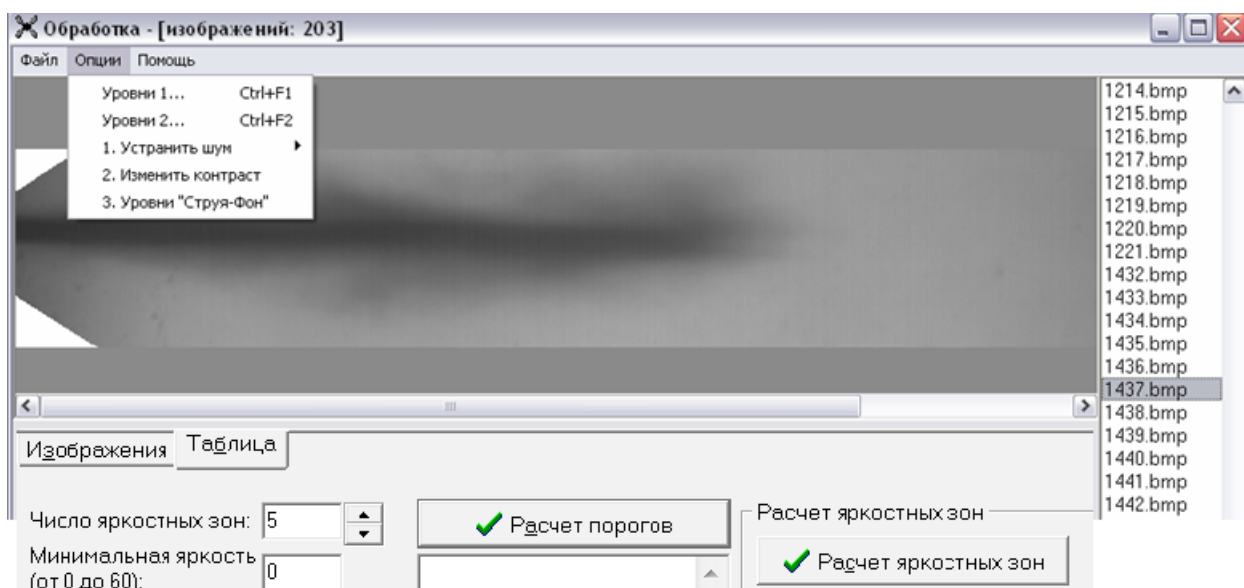 Обработка - [изображений: 203]
Файл Опции Помощь
Уровни 1... Ctrl+F1
Уровни 2... Ctrl+F2
1. Устранить шум
2. Изменить контраст
3. Уровни "Струя-Фон"
1214.bmp
1215.bmp
1216.bmp
1217.bmp
1218.bmp
1219.bmp
1220.bmp
1221.bmp
1432.bmp
1433.bmp
1434.bmp
1435.bmp
1436.bmp
1437.bmp
1438.bmp
1439.bmp
1440.bmp
1441.bmp
1442.bmp
Изображения Таблица
Число яркостных зон: 5
Минимальная яркость
(от 0 до 60): 0
Расчет порогов
Расчет яркостных зон
Расчет яркостных зон